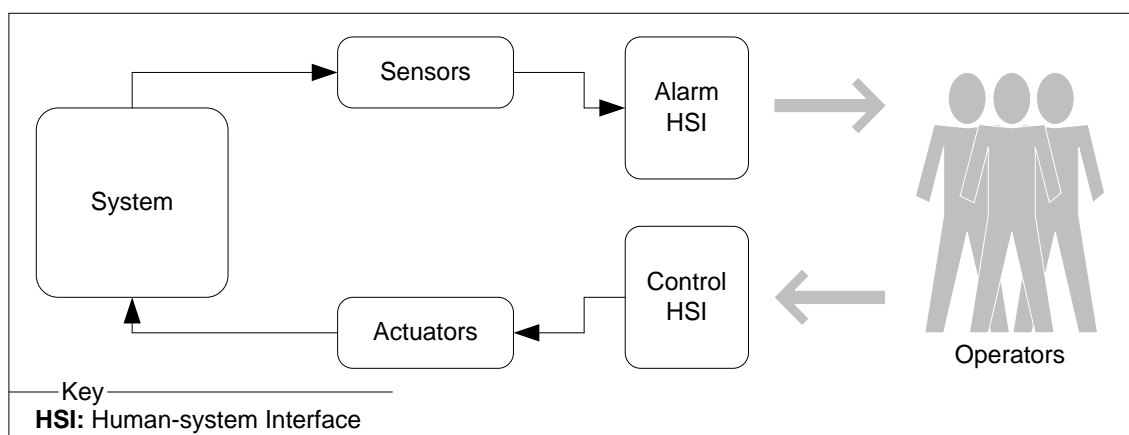 Sensors
Alarm
HSI
System
Control
HSI
Actuators
Operators
Key
HSI: Human-system Interface